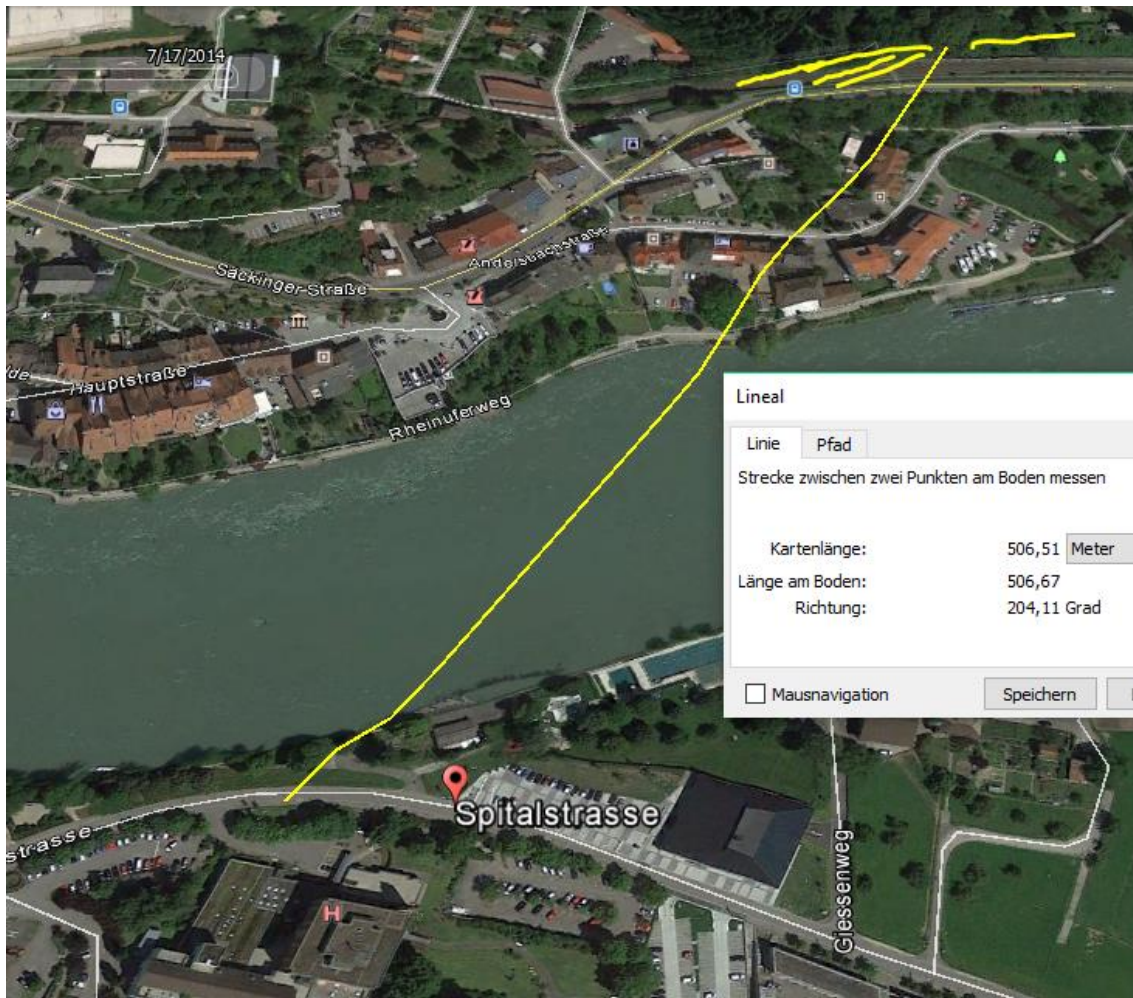 7/17/2014
Andelsbachstraße
Säckinger Straße
Hauptstraße
Rheinuferweg
Lineal
Linie Pfad
Strecke zwischen zwei Punkten am Boden messen
Kartenlänge: 506,51 Meter
Länge am Boden: 506,67
Richtung: 204,11 Grad
Mausnavigation Speichern
Spitalstrasse
strasse
Giessenweg
H